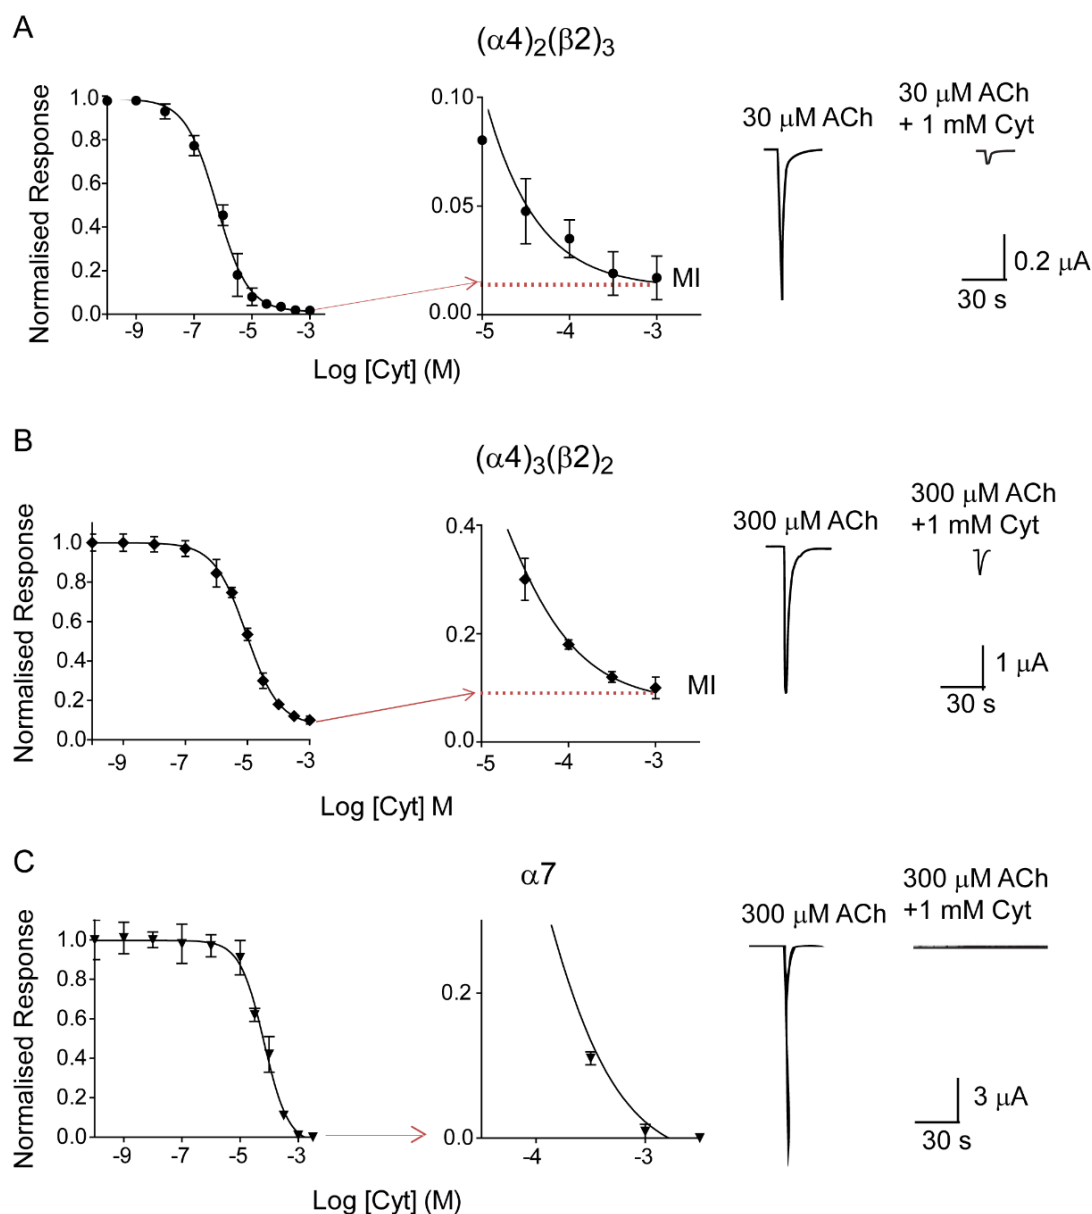 A
(α4)2(β2)3
Normalised Response
1.0
0.8
0.6
0.4
0.2
0.0
-9
-7
-5
-3
0.10
0.05
0.00
-5
-4
-3
MI
Log [Cyt] (M)
30 μM ACh
30 μM ACh
+ 1 mM Cyt
0.2 μA
30 s
B
(α4)3(β2)2
Normalised Response
1.0
0.8
0.6
0.4
0.2
0.0
-9
-7
-5
-3
0.4
0.2
0.0
-5
-4
-3
MI
Log [Cyt] M
300 μM ACh
300 μM ACh
+1 mM Cyt
1 μA
30 s
C
α7
Normalised Response
1.0
0.8
0.6
0.4
0.2
0.0
-9
-7
-5
-3
0.2
0.0
-4
-3
Log [Cyt] (M)
300 μM ACh
300 μM ACh
+1 mM Cyt
3 μA
30 s